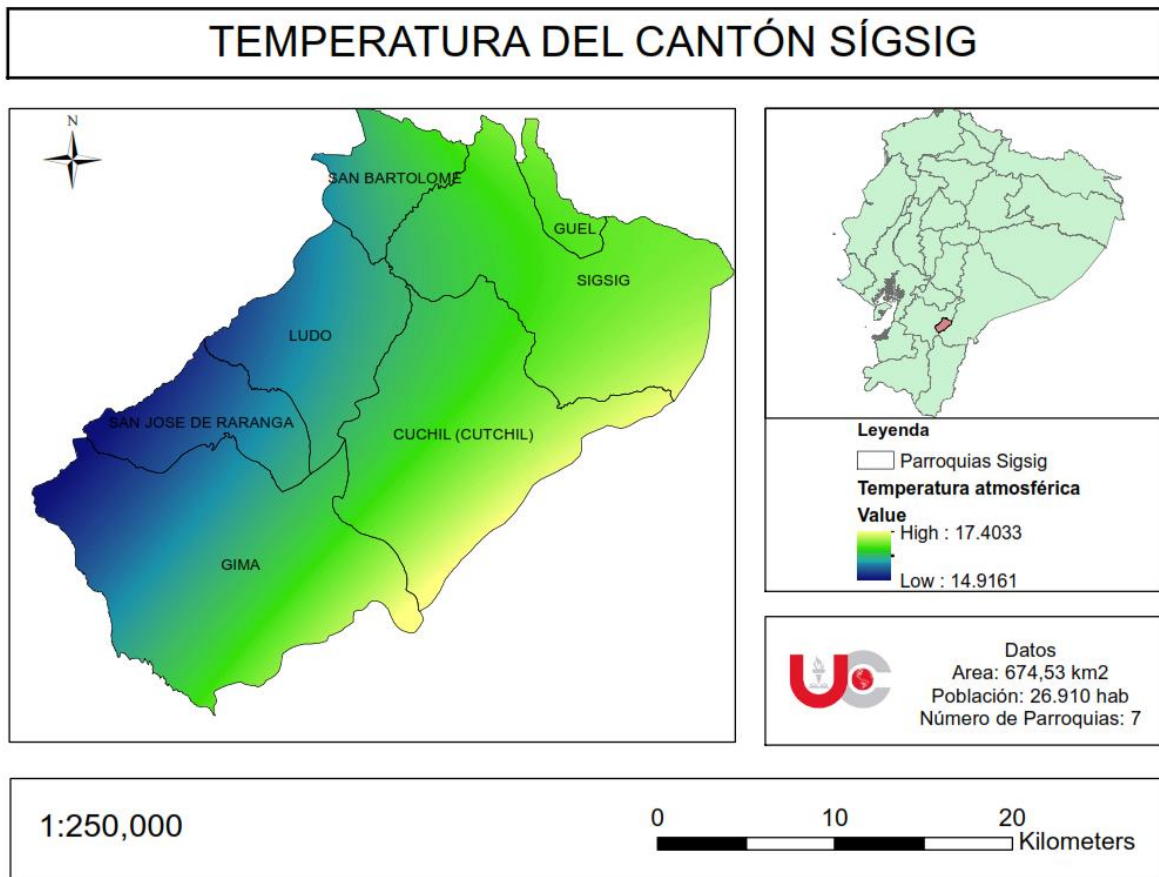 TEMPERATURA DEL CANTÓN SÍGSIG
N
SAN BARTOLOME
GUEL
SIGSIG
LUDO
SAN JOSE DE RARANGA
CUCHIL (CUTCHIL)
GIMA
Leyenda
Parroquias Sigsig
Temperatura atmosférica
Value
High : 17.4033
Low : 14.9161
UC
Datos
Area: 674,53 km2
Población: 26.910 hab
Número de Parroquias: 7
1:250,000
0 10 20
Kilometers